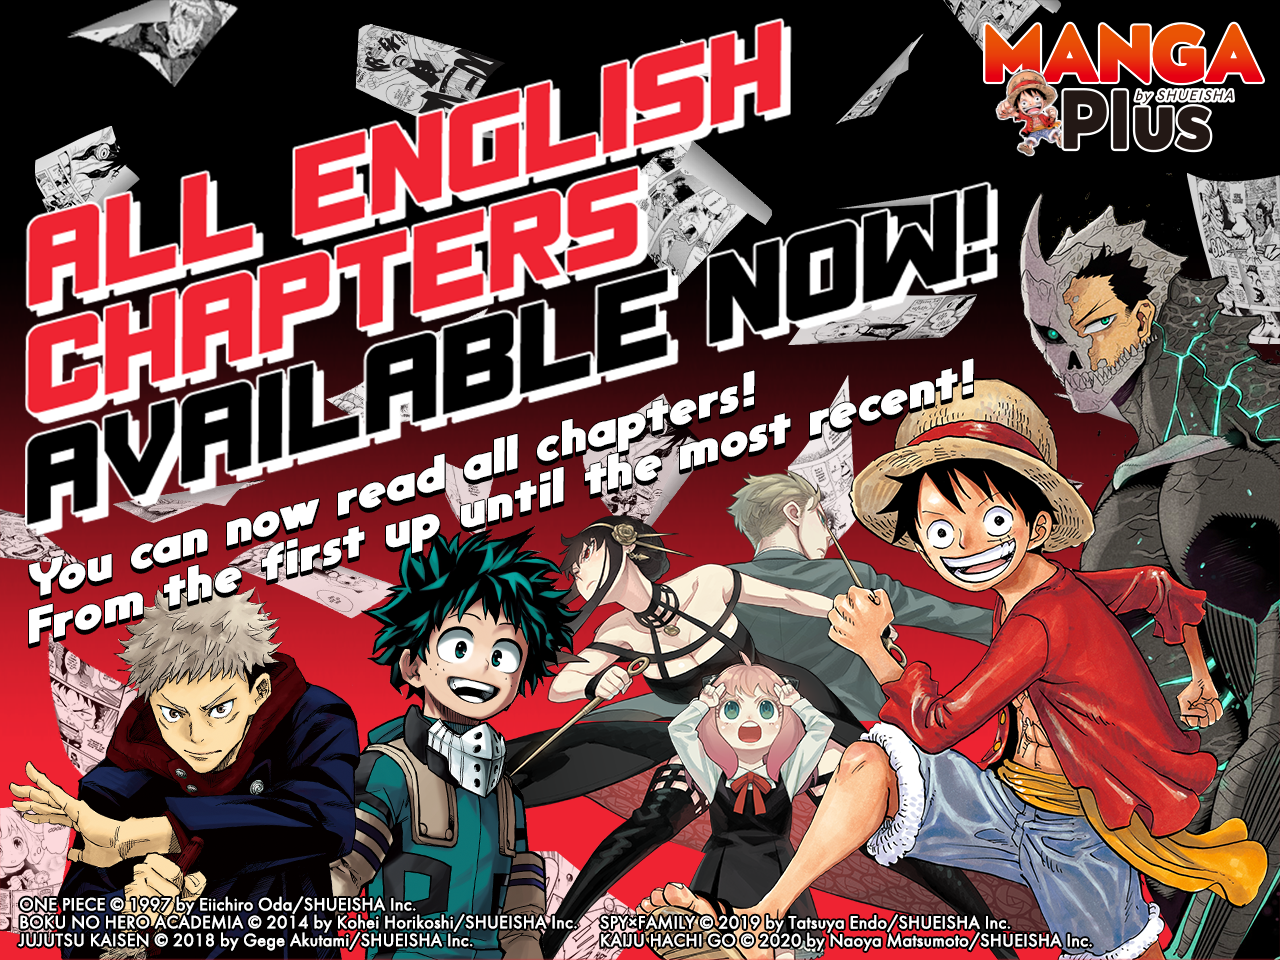 MANGA
by SHUEISHA
Plus
ALL ENGLISH
CHAPTERS
AVAILABLE NOW!
You can now read all chapters!
From the first up until the most recent!
ONE PIECE © 1997 by Eiichiro Oda/SHUEISHA Inc.
BOKU NO HERO ACADEMIA © 2014 by Kohei Horikoshi/SHUEISHA Inc.
JUJUTSU KAISEN © 2018 by Gege Akutami/SHUEISHA Inc.
SPY×FAMILY © 2019 by Tatsuya Endo/SHUEISHA Inc.
KAIJU HACHI GO © 2020 by Naoya Matsumoto/SHUEISHA Inc.